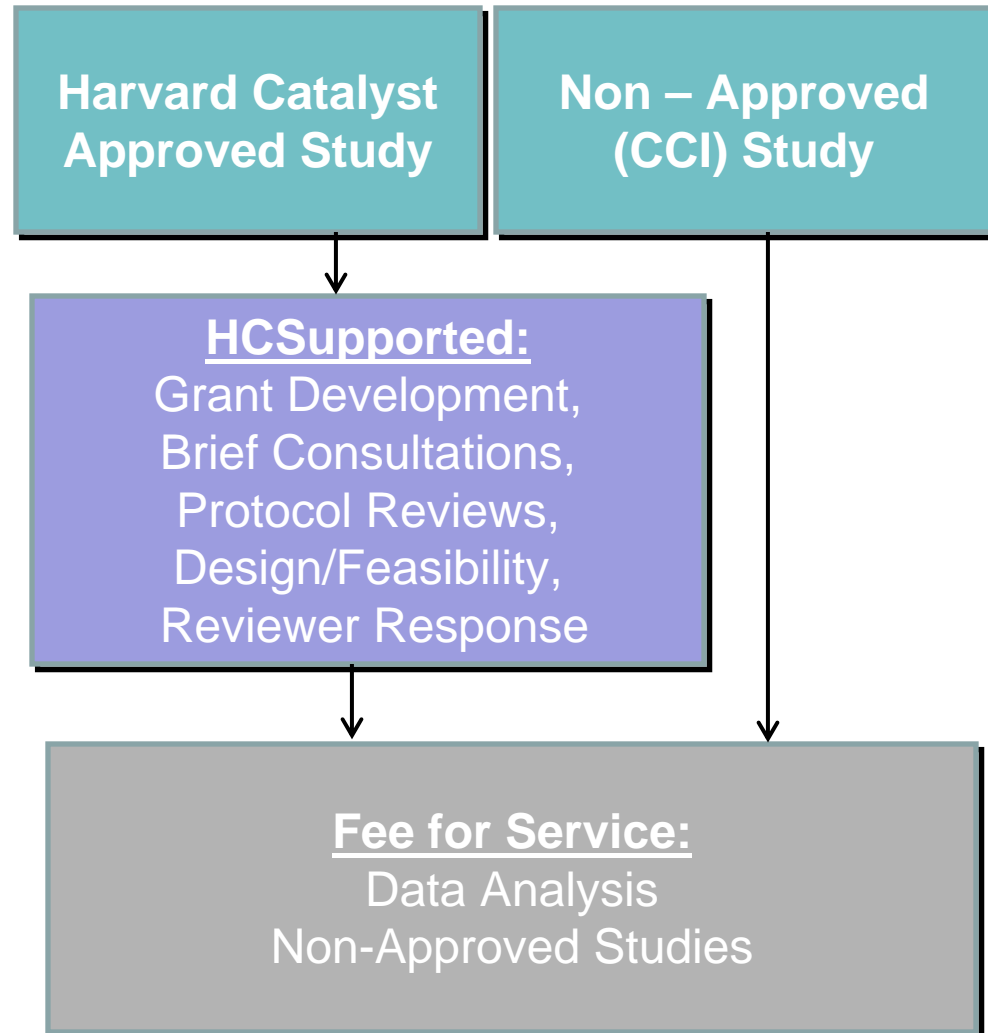 Harvard Catalyst
Approved Study
Non – Approved
(CCI) Study
HCSupported:
Grant Development,
Brief Consultations,
Protocol Reviews,
Design/Feasibility,
Reviewer Response
Fee for Service:
Data Analysis
Non-Approved Studies